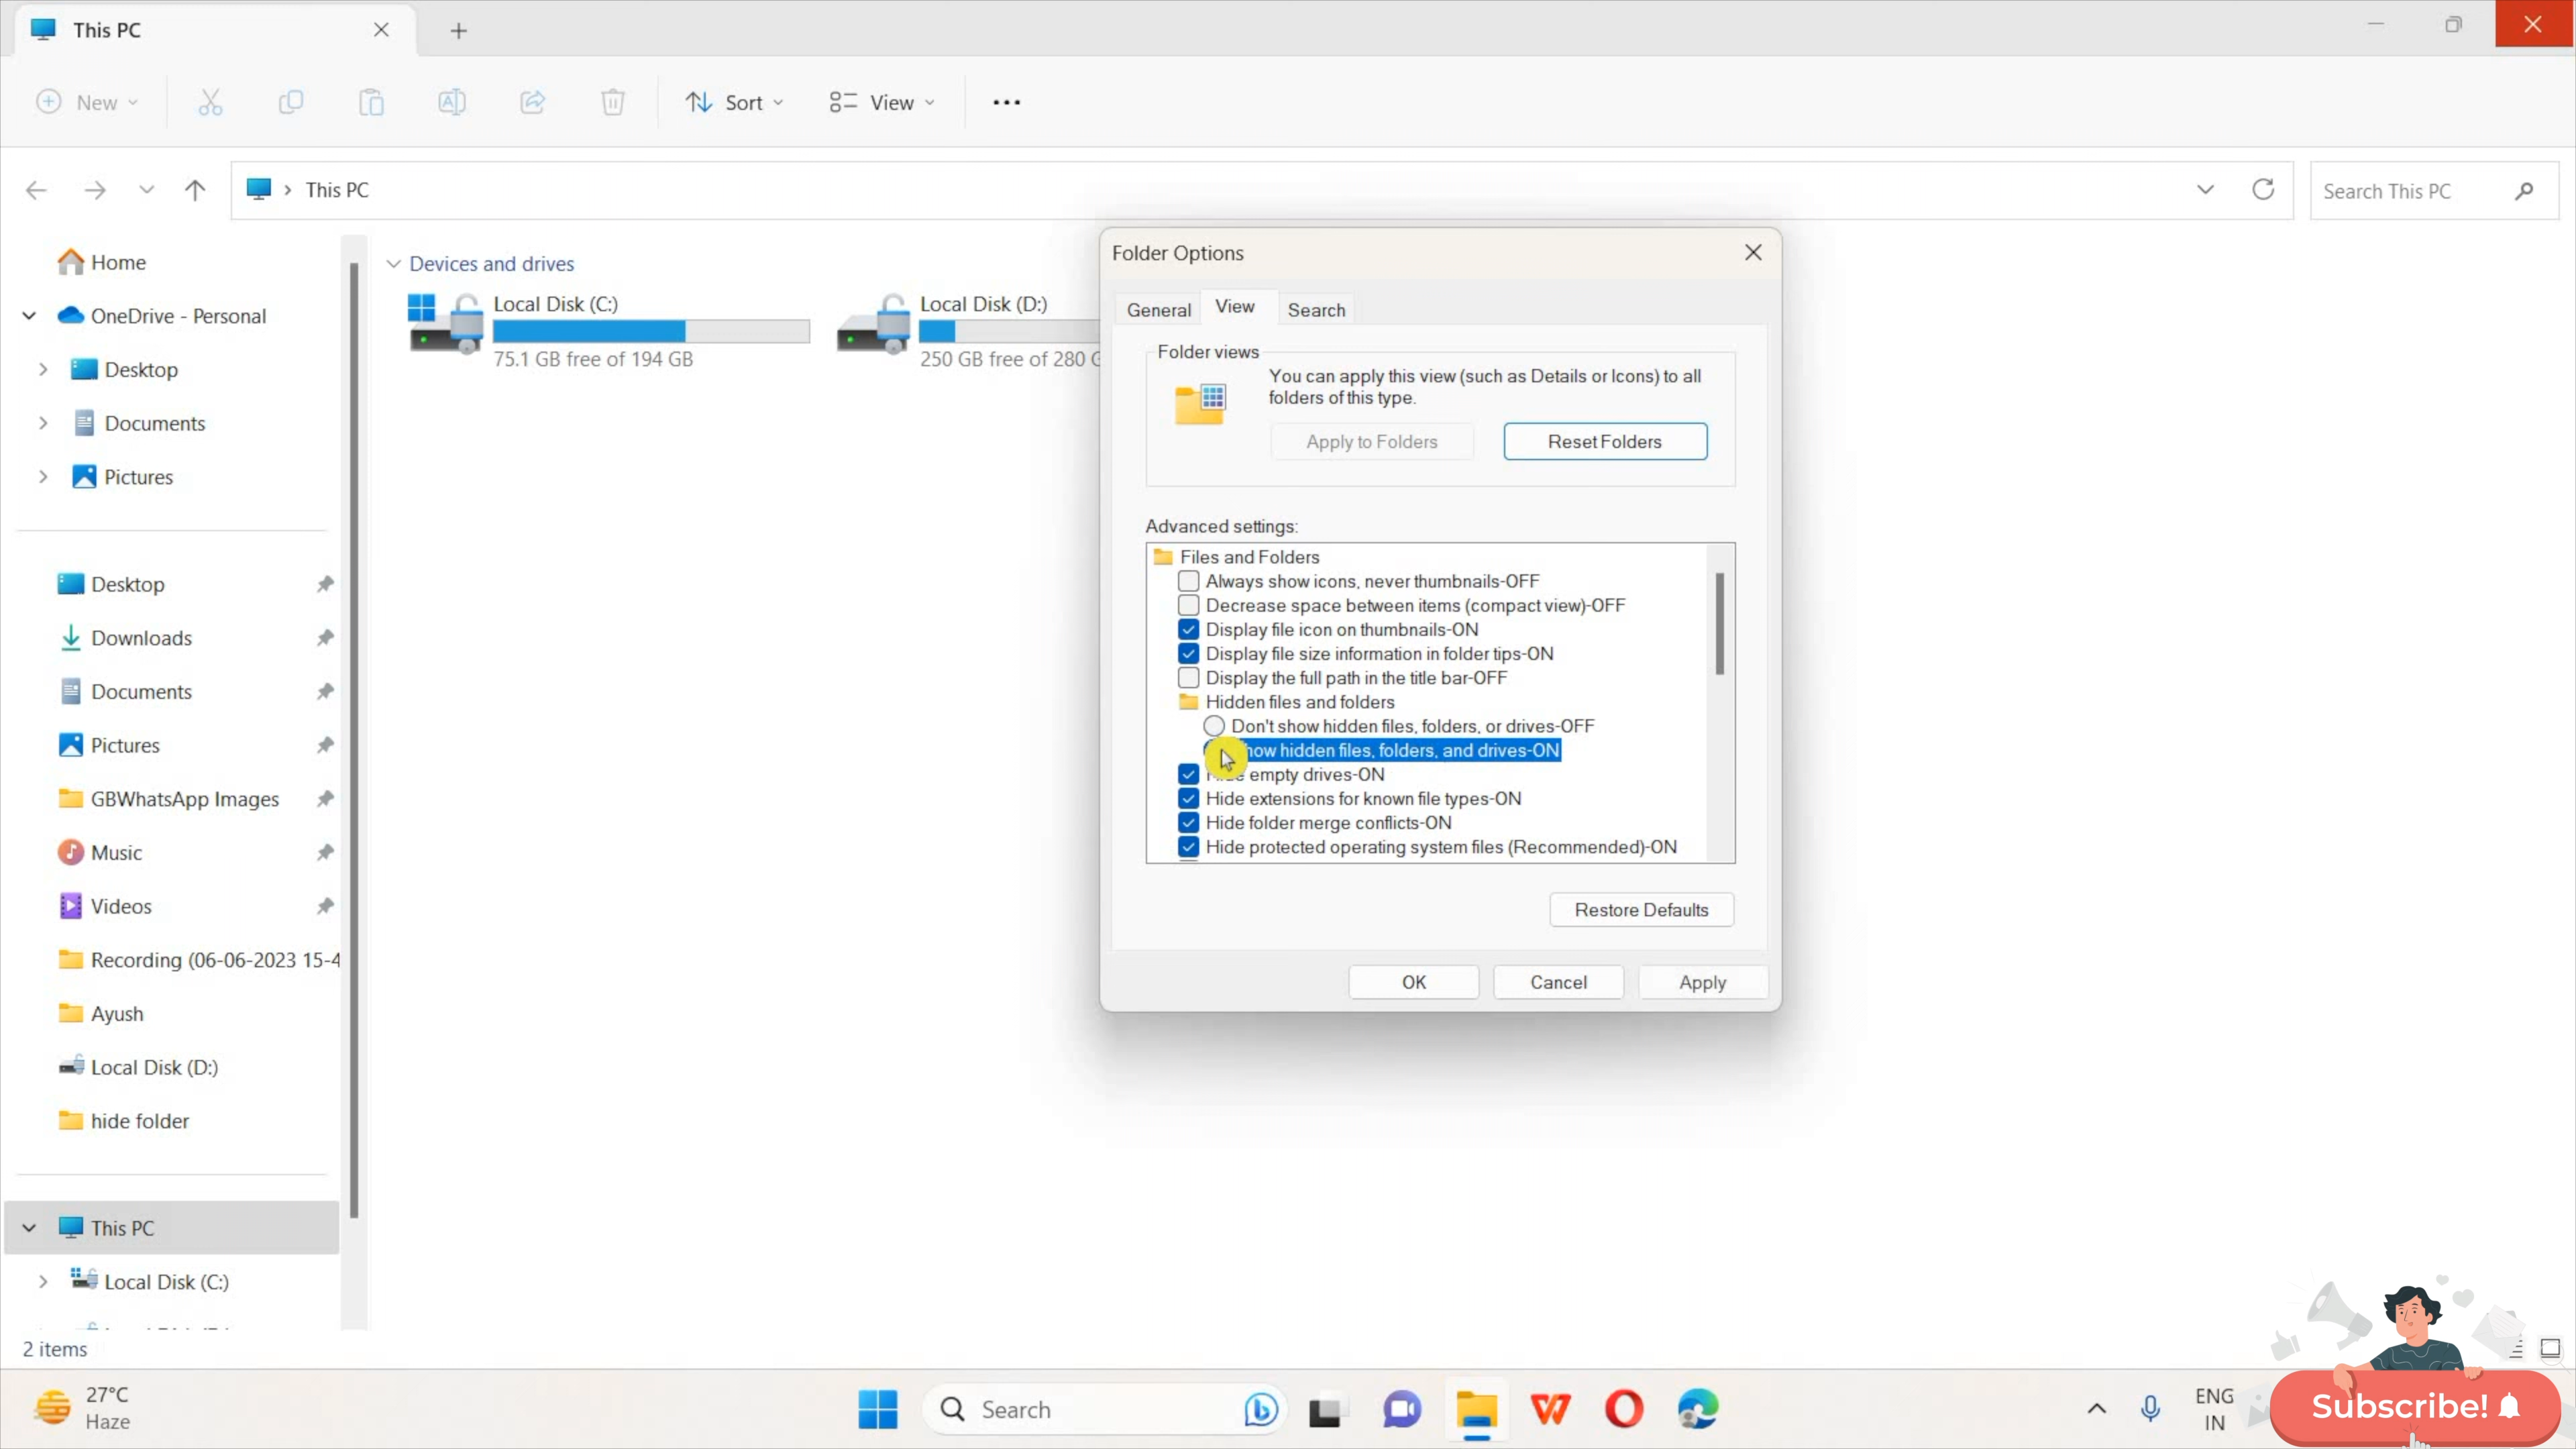 This PC
New
Sort
View
This PC
Search This PC
Home
OneDrive - Personal
Desktop
Documents
Pictures
Desktop
Downloads
Documents
Pictures
GBWhatsApp Images
Music
Videos
Recording (06-06-2023 15-4
Ayush
Local Disk (D:)
hide folder
This PC
Local Disk (C:)
2 items
Devices and drives
Local Disk (C:)
75.1 GB free of 194 GB
Local Disk (D:)
250 GB free of 280 G
Folder Options
General
View
Search
Folder views
You can apply this view (such as Details or Icons) to all
folders of this type.
Apply to Folders
Reset Folders
Advanced settings:
Files and Folders
Always show icons, never thumbnails-OFF
Decrease space between items (compact view)-OFF
Display file icon on thumbnails-ON
Display file size information in folder tips-ON
Display the full path in the title bar-OFF
Hidden files and folders
Don't show hidden files, folders, or drives-OFF
how hidden files, folders, and drives-ON
empty drives-ON
Hide extensions for known file types-ON
Hide folder merge conflicts-ON
Hide protected operating system files (Recommended)-ON
Restore Defaults
OK
Cancel
Apply
27°C
Haze
Search
ENG
IN
Subscribe!